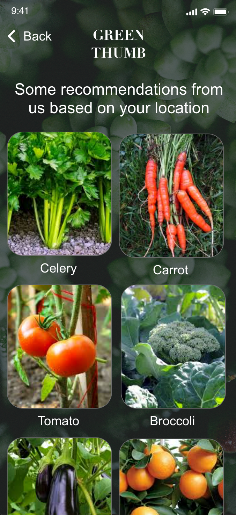 9:41
Back
GREEN
THUMB
Some recommendations from
us based on your location
Celery
Carrot
Tomato
Broccoli